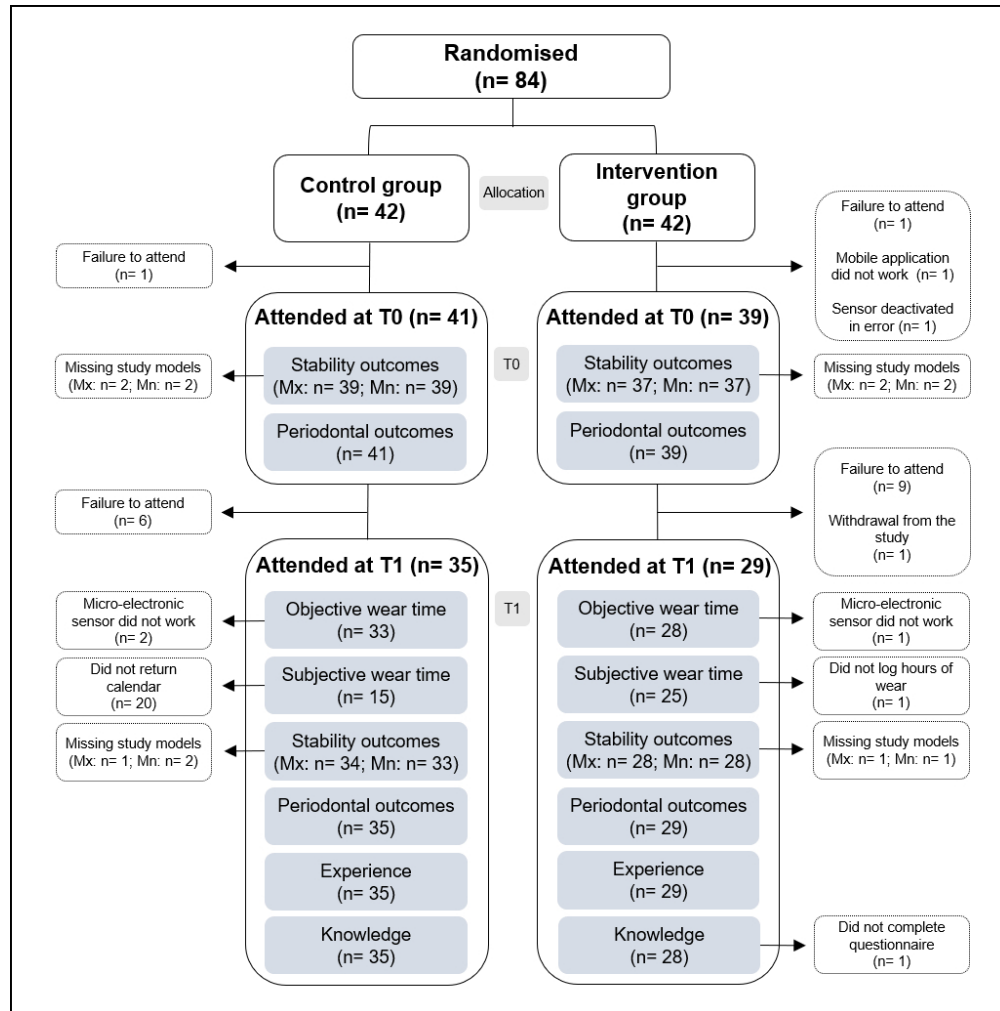 Randomised
(n= 84)
Control group
(n= 42)
Allocation
Intervention
group
(n= 42)
Failure to attend
(n= 1)
Failure to attend
(n= 1)
Mobile application
did not work (n= 1)
Sensor deactivated
in error (n= 1)
Attended at T0 (n= 41)
Stability outcomes
(Mx: n= 39; Mn: n= 39)
Periodontal outcomes
(n= 41)
Missing study models
(Mx: n= 2; Mn: n= 2)
T0
Attended at T0 (n= 39)
Stability outcomes
(Mx: n= 37; Mn: n= 37)
Periodontal outcomes
(n= 39)
Missing study models
(Mx: n= 2; Mn: n= 2)
Failure to attend
(n= 6)
Failure to attend
(n= 9)
Withdrawal from the
study
(n= 1)
Attended at T1 (n= 35)
Objective wear time
(n= 33)
Subjective wear time
(n= 15)
Stability outcomes
(Mx: n= 34; Mn: n= 33)
Periodontal outcomes
(n= 35)
Experience
(n= 35)
Knowledge
(n= 35)
Micro-electronic
sensor did not work
(n= 2)
Did not return
calendar
(n= 20)
Missing study models
(Mx: n= 1; Mn: n= 2)
T1
Attended at T1 (n= 29)
Objective wear time
(n= 28)
Subjective wear time
(n= 25)
Stability outcomes
(Mx: n= 28; Mn: n= 28)
Periodontal outcomes
(n= 29)
Experience
(n= 29)
Knowledge
(n= 28)
Micro-electronic
sensor did not work
(n= 1)
Did not log hours of
wear
(n= 1)
Missing study models
(Mx: n= 1; Mn: n= 1)
Did not complete
questionnaire
(n= 1)